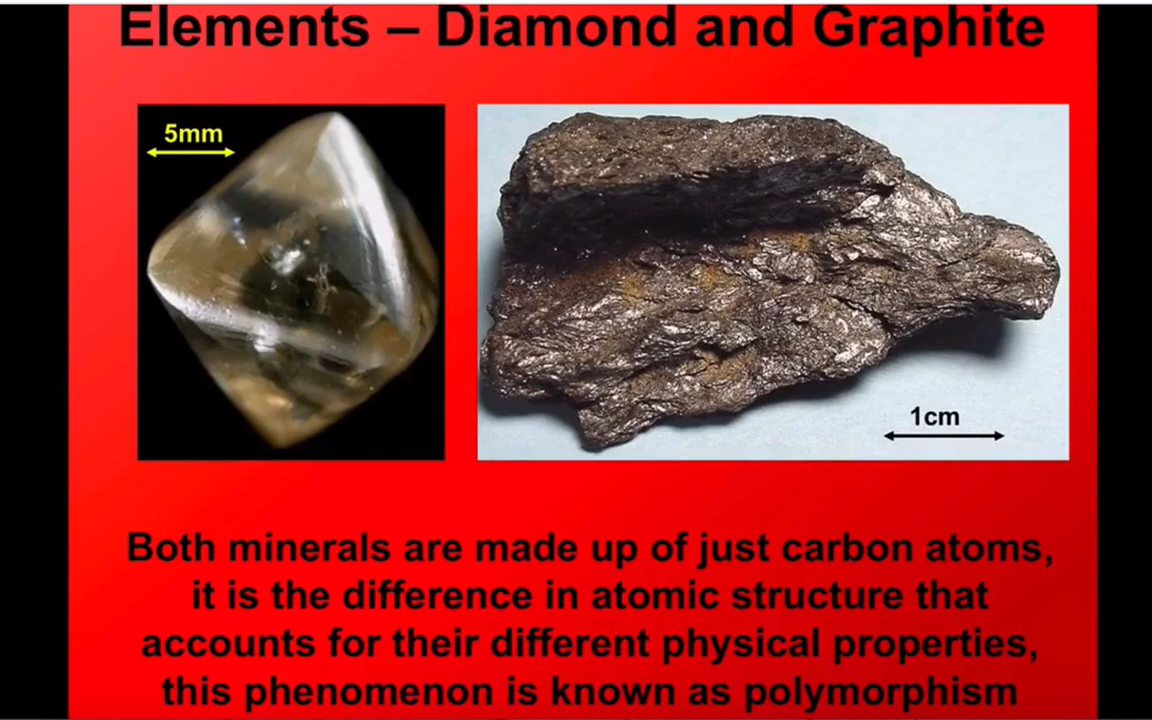 Elements – Diamond and Graphite
5mm
1cm
Both minerals are made up of just carbon atoms,
it is the difference in atomic structure that
accounts for their different physical properties,
this phenomenon is known as polymorphism